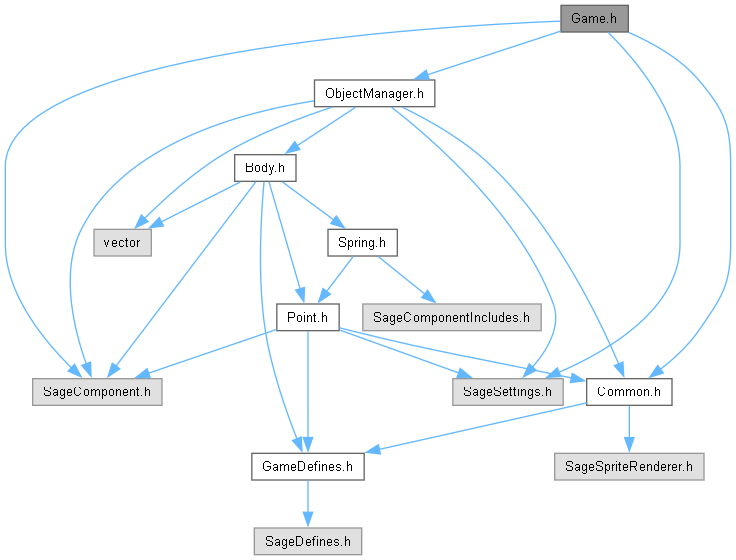 Game.h
ObjectManager.h
Body.h
vector
Spring.h
Point.h
SageComponentIncludes.h
SageComponent.h
SageSettings.h
Common.h
GameDefines.h
SageSpriteRenderer.h
SageDefines.h